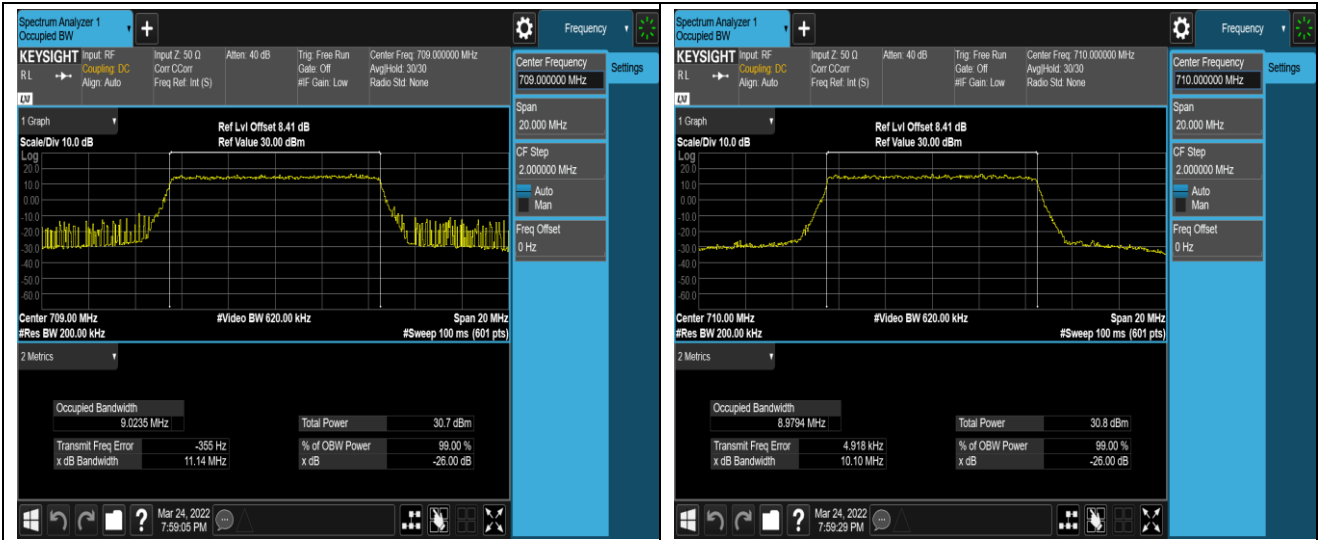 Spectrum Analyzer 1
Occupied BW
Frequency
KEYSIGHT
RL
LXI
Input: RF
Coupling: DC
Align: Auto
Input Z: 50 Ω
Corr CCorr
Freq Ref: Int (S)
Atten: 40 dB
Trig: Free Run
Gate: Off
#IF Gain: Low
Center Freq: 709.000000 MHz
Avg|Hold: 30/30
Radio Std: None
Center Frequency
709.000000 MHz
Settings
Span
20.000 MHz
CF Step
2.000000 MHz
Auto
Man
Freq Offset
0 Hz
1 Graph
Scale/Div 10.0 dB
Ref Lvl Offset 8.41 dB
Ref Value 30.00 dBm
Log
20.0
10.0
0.00
-10.0
-20.0
-30.0
-40.0
-50.0
-60.0
Center 709.00 MHz
#Video BW 620.00 kHz
Span 20 MHz
#Res BW 200.00 kHz
#Sweep 100 ms (601 pts)
2 Metrics
Occupied Bandwidth
9.0235 MHz
Total Power 30.7 dBm
Transmit Freq Error -355 Hz
% of OBW Power 99.00 %
x dB Bandwidth 11.14 MHz
x dB -26.00 dB
?
Mar 24, 2022
7:59:05 PM
Spectrum Analyzer 1
Occupied BW
Frequency
KEYSIGHT
RL
LXI
Input: RF
Coupling: DC
Align: Auto
Input Z: 50 Ω
Corr CCorr
Freq Ref: Int (S)
Atten: 40 dB
Trig: Free Run
Gate: Off
#IF Gain: Low
Center Freq: 710.000000 MHz
Avg|Hold: 30/30
Radio Std: None
Center Frequency
710.000000 MHz
Settings
Span
20.000 MHz
CF Step
2.000000 MHz
Auto
Man
Freq Offset
0 Hz
1 Graph
Scale/Div 10.0 dB
Ref Lvl Offset 8.41 dB
Ref Value 30.00 dBm
Log
20.0
10.0
0.00
-10.0
-20.0
-30.0
-40.0
-50.0
-60.0
Center 710.00 MHz
#Video BW 620.00 kHz
Span 20 MHz
#Res BW 200.00 kHz
#Sweep 100 ms (601 pts)
2 Metrics
Occupied Bandwidth
8.9794 MHz
Total Power 30.8 dBm
Transmit Freq Error 4.918 kHz
% of OBW Power 99.00 %
x dB Bandwidth 10.10 MHz
x dB -26.00 dB
?
Mar 24, 2022
7:59:29 PM